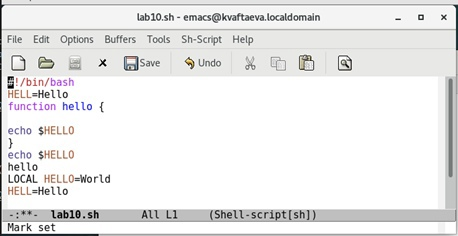 lab10.sh - emacs@kvaftaeva.localdomain
File Edit Options Buffers Tools Sh-Script Help
Save Undo
#!/bin/bash
HELL=Hello
function hello {
echo $HELLO
}
echo $HELLO
hello
LOCAL HELLO=World
HELL=Hello
-:**- lab10.sh All L1 (Shell-script[sh])
Mark set